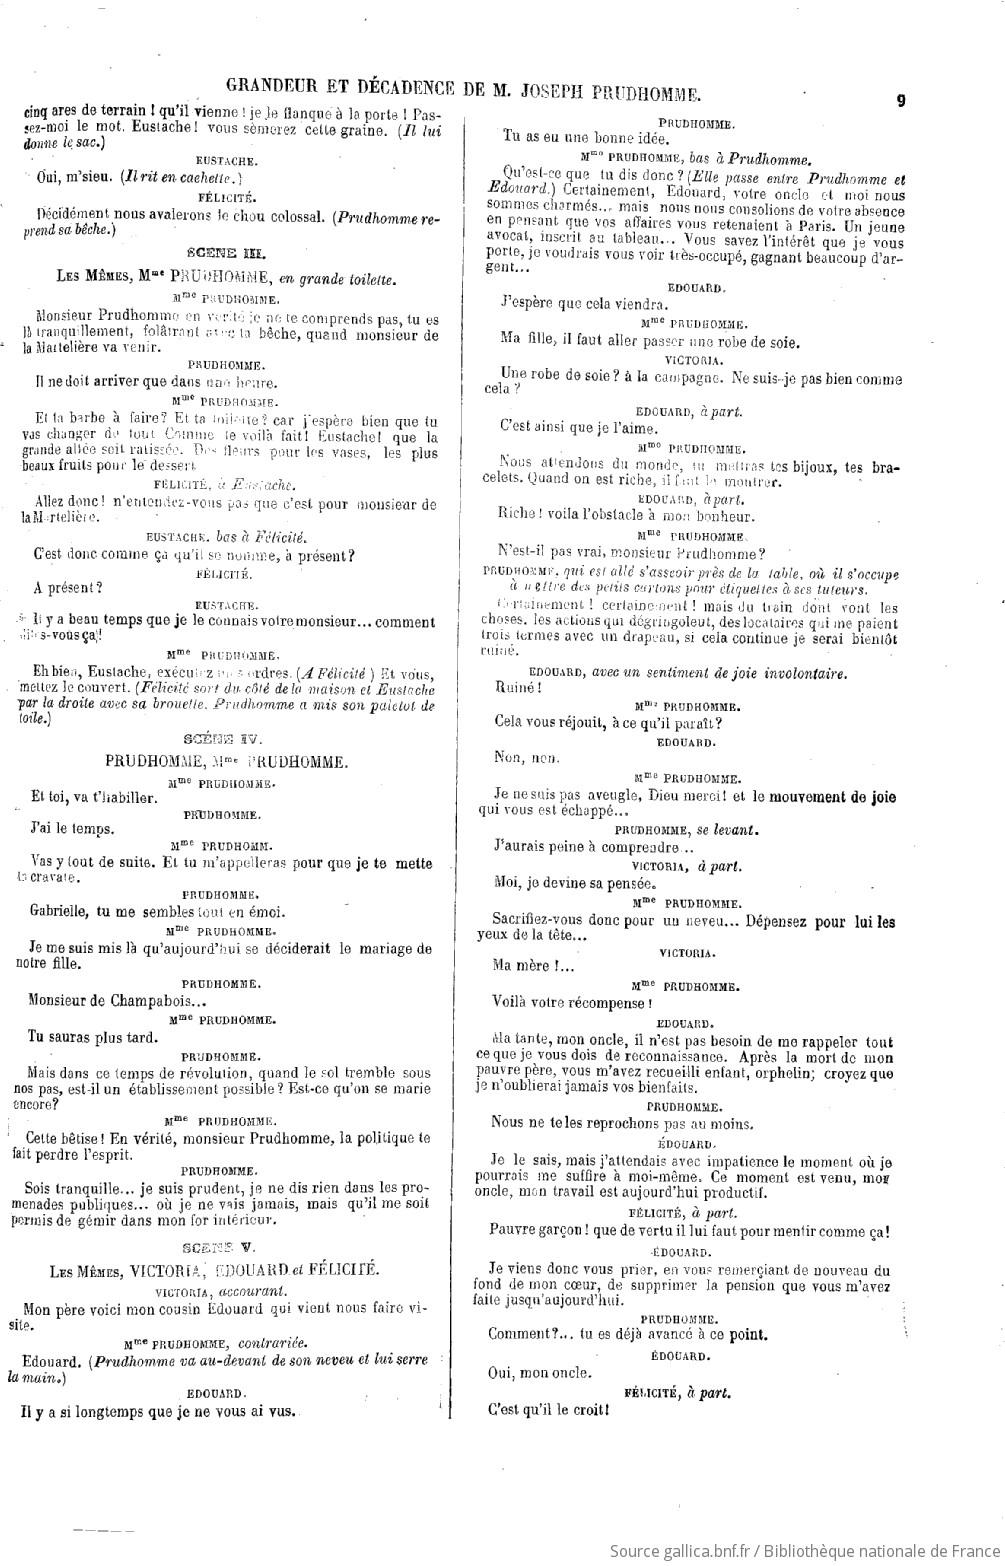 GRANDEUR ET DÉCADENCE DE M. JOSEPH PRUDHOMME.
9
cinq ares de terrain ! qu'il vienne ! je le flanque à la porte ! Pas-
sez-moi le mot. Eustache ! vous sèmerez cette graine. (Il lui
donne le sac.)
EUSTACHE.
Oui, m'sieu. (Il rit en cachette.)
FÉLICITÉ.
Décidément nous avalerons le chou colossal. (Prudhomme re-
prend sa bêche.)
SCENE III.
LES MÊMES, Mme PRUDHOMME, en grande toilette.
Mme PRUDHOMME.
Monsieur Prudhomme en verité je ne te comprends pas, tu es
là tranquillement, folâtrant avec ta bêche, quand monsieur de
la Martelière va venir.
PRUDHOMME.
Il ne doit arriver que dans une heure.
Mme PRUDHOMME.
Et ta barbe à faire? Et ta toilette? car j'espère bien que tu
vas changer de tout Comme te voilà fait! Eustache! que la
grande allée soit ratissée. Des fleurs pour les vases, les plus
beaux fruits pour le dessert
FÉLICITÉ, à Eustache.
Allez donc ! n'entendez-vous pas que c'est pour monsieur de
la Martelière.
EUSTACHE. bas à Félicité.
C'est donc comme ça qu'il se nomme, à présent?
FÉLICITÉ.
A présent?
EUSTACHE.
Il y a beau temps que je le connais votre monsieur... comment
dites-vous ça!
Mme PRUDHOMME.
Eh bien, Eustache, exécutez mes ordres. (A Félicité ) Et vous,
mettez le couvert. (Félicité sort du côté de la maison et Eustache
par la droite avec sa brouette. Prudhomme a mis son paletot de
toile.)
SCÉNE IV.
PRUDHOMME, Mme PRUDHOMME.
Mme PRUDHOMME.
Et toi, va t'habiller.
PRUDHOMME.
J'ai le temps.
Mme PRUDHOMM.
Vas y tout de suite. Et tu m'appelleras pour que je te mette
ta cravate.
PRUDHOMME.
Gabrielle, tu me sembles tout en émoi.
Mme PRUDHOMME.
Je me suis mis là qu'aujourd'hui se déciderait le mariage de
notre fille.
PRUDHOMME.
Monsieur de Champabois...
Mme PRUDHOMME.
Tu sauras plus tard.
PRUDHOMME.
Mais dans ce temps de révolution, quand le sol tremble sous
nos pas, est-il un établissement possible? Est-ce qu'on se marie
encore?
Mme PRUDHOMME.
Cette bêtise! En vérité, monsieur Prudhomme, la politique te
fait perdre l'esprit.
PRUDHOMME.
Sois tranquille... je suis prudent, je ne dis rien dans les pro-
menades publiques... où je ne vais jamais, mais qu'il me soit
permis de gémir dans mon for intérieur.
SCENE V.
LES MÊMES, VICTORIA, EDOUARD et FÉLICITÉ.
VICTORIA, accourant.
Mon père voici mon cousin Edouard qui vient nous faire vi-
site.
Mme PRUDHOMME, contrariée.
Edouard. (Prudhomme va au-devant de son neveu et lui serre
la main.)
EDOUARD.
Il y a si longtemps que je ne vous ai vus.
PRUDHOMME.
Tu as eu une bonne idée.
Mme PRUDHOMME, bas à Prudhomme.
Qu'est-ce que tu dis donc ? (Elle passe entre Prudhomme et
Edouard.) Certainement, Edouard, votre oncle et moi nous
sommes charmés... mais nous nous consolions de votre absence
en pensant que vos affaires vous retenaient à Paris. Un jeune
avocat, inscrit au tableau... Vous savez l'intérêt que je vous
porte, je voudrais vous voir très-occupé, gagnant beaucoup d'ar-
gent...
EDOUARD.
J'espère que cela viendra.
Mme PRUDHOMME.
Ma fille, il faut aller passer une robe de soie.
VICTORIA.
Une robe de soie? à la campagne. Ne suis-je pas bien comme
cela ?
EDOUARD, à part.
C'est ainsi que je l'aime.
Mme PRUDHOMME.
Nous attendons du monde, tu mettras tes bijoux, tes bra-
celets. Quand on est riche, il faut le montrer.
EDOUARD, à part.
Riche ! voila l'obstacle à mon bonheur.
Mme PRUDHOMME.
N'est-il pas vrai, monsieur Prudhomme?
PRUDHOMME. qui est allé s'asseoir près de la table, où il s'occupe
à mettre des petits cartons pour étiquettes à ses tuteurs.
Certainement ! certainement ! mais du train dont vont les
choses. les actions qui dégringolent, des locataires qui me paient
trois termes avec un drapeau, si cela continue je serai bientôt
ruiné.
EDOUARD, avec un sentiment de joie involontaire.
Ruiné !
Mme PRUDHOMME.
Cela vous réjouit, à ce qu'il paraît?
EDOUARD.
Non, non.
Mme PRUDHOMME.
Je ne suis pas aveugle, Dieu merci! et le mouvement de joie
qui vous est échappé...
PRUDHOMME, se levant.
J'aurais peine à comprendre...
VICTORIA, à part.
Moi, je devine sa pensée.
Mme PRUDHOMME.
Sacrifiez-vous donc pour un neveu... Dépensez pour lui les
yeux de la tête...
VICTORIA.
Ma mère !...
Mme PRUDHOMME.
Voilà votre récompense !
EDOUARD.
Ma tante, mon oncle, il n'est pas besoin de me rappeler tout
ce que je vous dois de reconnaissance. Après la mort de mon
pauvre père, vous m'avez recueilli enfant, orphelin; croyez que
je n'oublierai jamais vos bienfaits.
PRUDHOMME.
Nous ne te les reprochons pas au moins.
ÉDOUARD.
Je le sais, mais j'attendais avec impatience le moment où je
pourrais me suffire à moi-même. Ce moment est venu, mon
oncle, mon travail est aujourd'hui productif.
FÉLICITÉ, à part.
Pauvre garçon ! que de vertu il lui faut pour mentir comme ça!
ÉDOUARD.
Je viens donc vous prier, en vous remerçiant de nouveau du
fond de mon cœur, de supprimer la pension que vous m'avez
faite jusqu'aujourd'hui.
PRUDHOMME.
Comment?... tu es déjà avancé à ce point.
ÉDOUARD.
Oui, mon oncle.
FÉLICITÉ, à part.
C'est qu'il le croit!
Source gallica.bnf.fr / Bibliothèque nationale de France